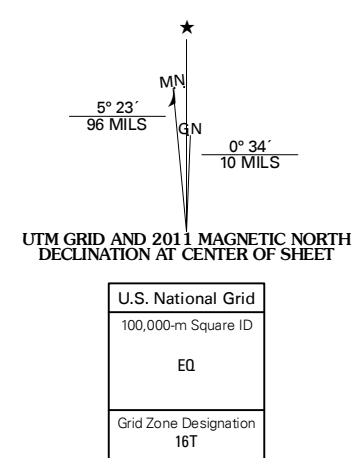 ★
M.N.
5° 23´
96 MILS
GN
0° 34´
10 MILS
UTM GRID AND 2011 MAGNETIC NORTH
DECLINATION AT CENTER OF SHEET
U.S. National Grid
100,000-m Square ID
EQ
Grid Zone Designation
16T